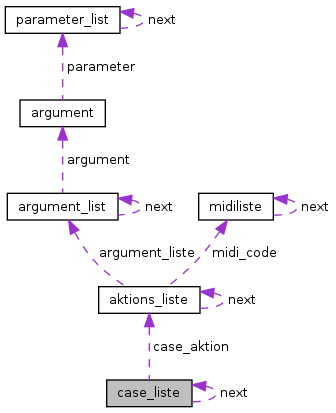 parameter_list
next
parameter
argument
argument
argument_list
next
midiliste
next
argument_liste
midi_code
aktions_liste
next
case_aktion
case_liste
next